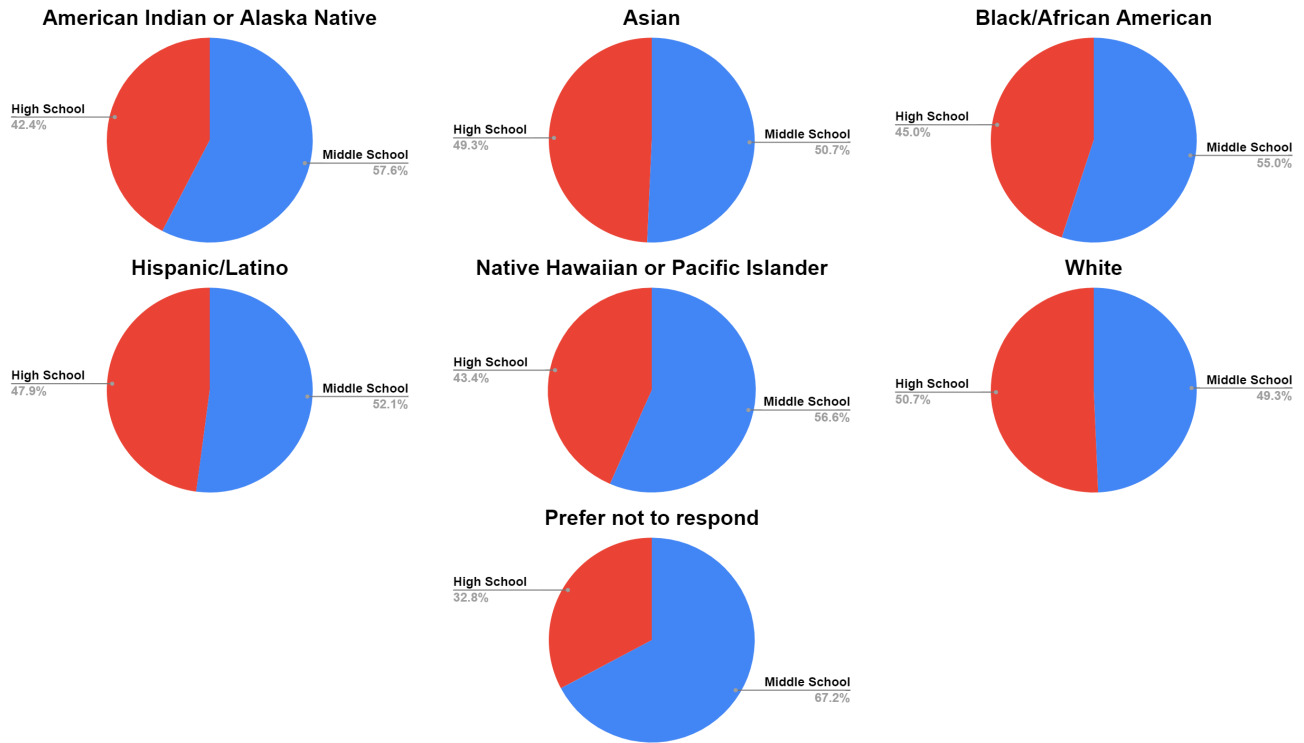 American Indian or Alaska Native
High School
42.4%
Middle School
57.6%
Asian
High School
49.3%
Middle School
50.7%
Black/African American
High School
45.0%
Middle School
55.0%
Hispanic/Latino
High School
47.9%
Middle School
52.1%
Native Hawaiian or Pacific Islander
High School
43.4%
Middle School
56.6%
White
High School
50.7%
Middle School
49.3%
Prefer not to respond
High School
32.8%
Middle School
67.2%